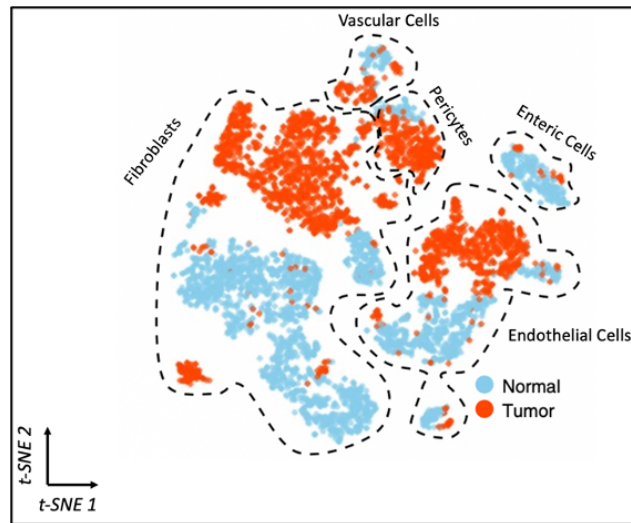 Vascular Cells
Fibroblasts
Pericytes
Enteric Cells
Endothelial Cells
Normal
Tumor
t-SNE 2
t-SNE 1